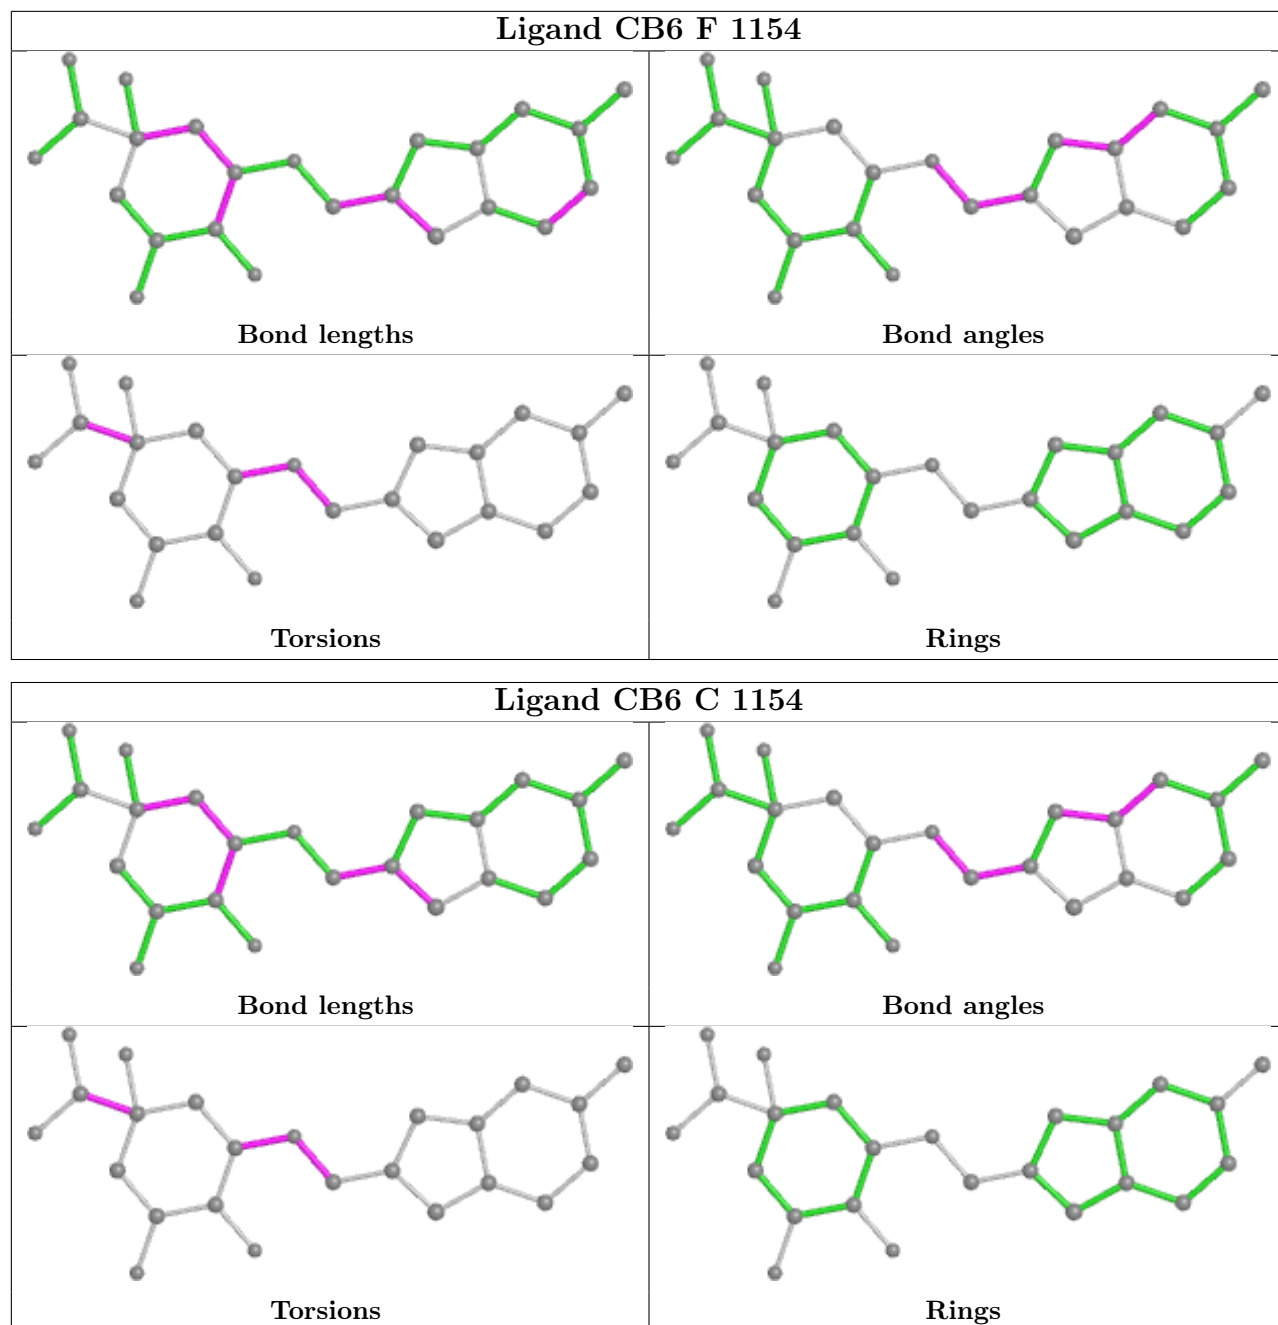 Ligand CB6 F 1154
Bond lengths
Bond angles
Torsions
Rings
Ligand CB6 C 1154
Bond lengths
Bond angles
Torsions
Rings